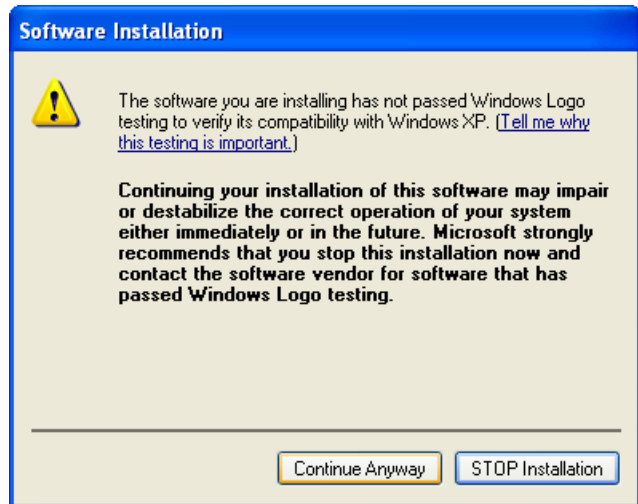 Software Installation
The software you are installing has not passed Windows Logo
testing to verify its compatibility with Windows XP. (Tell me why
this testing is important.)
Continuing your installation of this software may impair
or destabilize the correct operation of your system
either immediately or in the future. Microsoft strongly
recommends that you stop this installation now and
contact the software vendor for software that has
passed Windows Logo testing.
Continue Anyway
STOP Installation